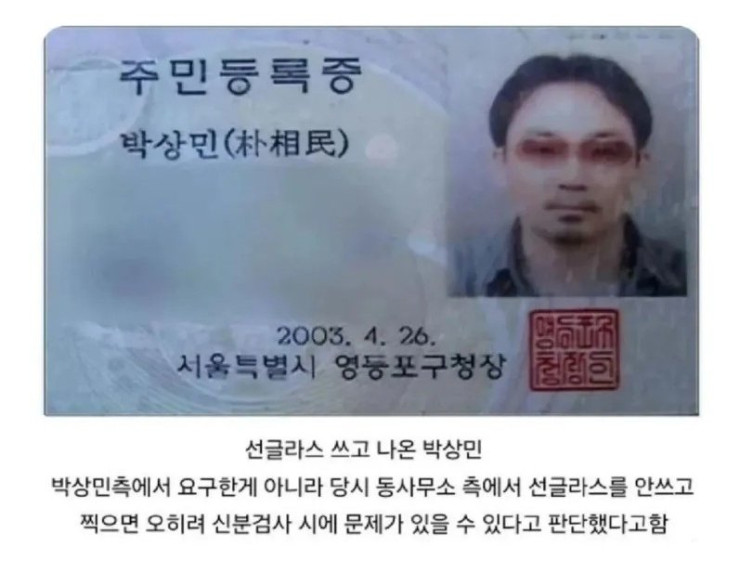 주민등록증
박상민(朴相民)
2003. 4. 26.
서울특별시 영등포구청장
선글라스 쓰고 나온 박상민
박상민측에서 요구한게 아니라 당시 동사무소 측에서 선글라스를 안쓰고
찍으면 오히려 신분검사 시에 문제가 있을 수 있다고 판단했다고함